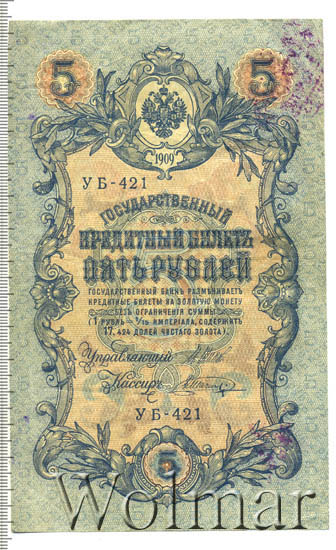 5 5
1909
УБ-421
ГОСУДАРСТВЕННЫЙ
КРЕДИТНЫЙ БИЛЕТЪ
ПЯТЬ РУБЛЕЙ
ГОСУДАРСТВЕННЫЙ БАНКЪ РАЗМѢНИВАЕТЪ
КРЕДИТНЫЕ БИЛЕТЫ НА ЗОЛОТУЮ МОНЕТУ
БЕЗЪ ОГРАНИЧЕНІЯ СУММЫ
(1 РУБЛЬ = 1/15 ИМПЕРІАЛА, СОДЕРЖИТЪ
17,424 ДОЛЕЙ ЧИСТАГО ЗОЛОТА)
Управляющій
Кассиръ
УБ-421
5
Wolmar